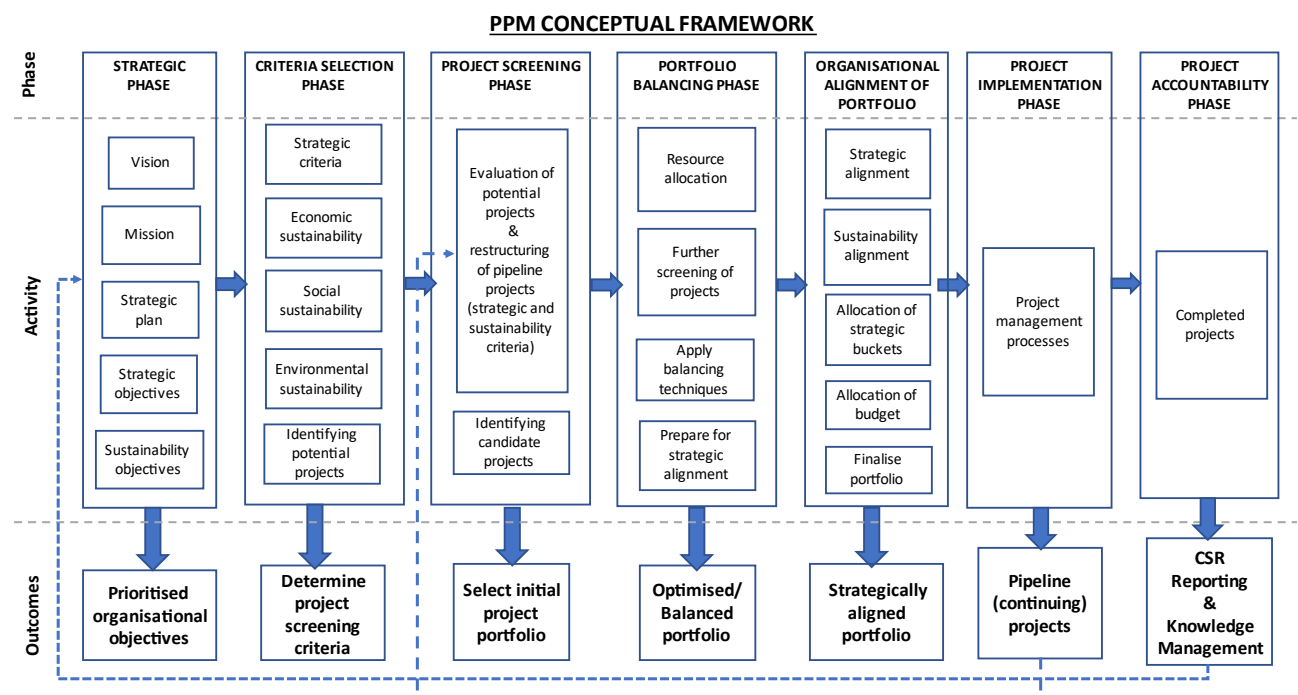 PPM CONCEPTUAL FRAMEWORK
Phase
STRATEGIC
PHASE
CRITERIA SELECTION
PHASE
PROJECT SCREENING
PHASE
PORTFOLIO
BALANCING PHASE
ORGANISATIONAL
ALIGNMENT OF
PORTFOLIO
PROJECT
IMPLEMENTATION
PHASE
PROJECT
ACCOUNTABILITY
PHASE
Activity
Vision
Mission
Strategic
plan
Strategic
objectives
Sustainability
objectives
Strategic
criteria
Economic
sustainability
Social
sustainability
Environmental
sustainability
Identifying
potential
projects
Evaluation of
potential
projects
&
restructuring
of pipeline
projects
(strategic and
sustainability
criteria)
Identifying
candidate
projects
Resource
allocation
Further
screening of
projects
Apply
balancing
techniques
Prepare for
strategic
alignment
Strategic
alignment
Sustainability
alignment
Allocation of
strategic
buckets
Allocation of
budget
Finalise
portfolio
Project
management
processes
Completed
projects
Outcomes
Prioritised
organisational
objectives
Determine
project
screening
criteria
Select initial
project
portfolio
Optimised/
Balanced
portfolio
Strategically
aligned
portfolio
Pipeline
(continuing)
projects
CSR
Reporting
&
Knowledge
Management